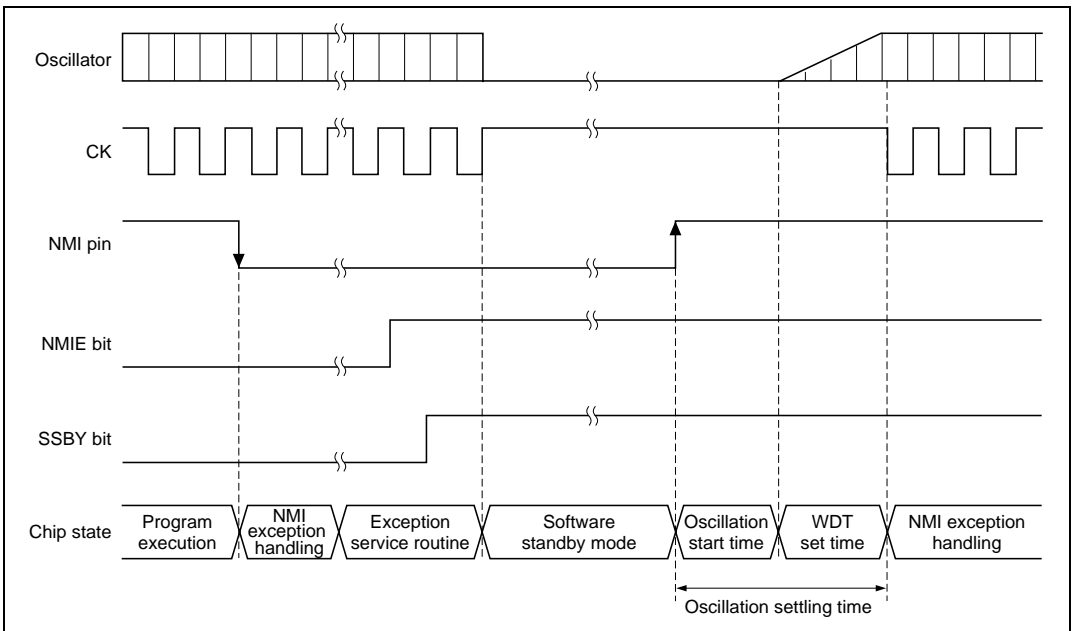 Oscillator
CK
NMI pin
NMIE bit
SSBY bit
Chip state
Program
execution
NMI
exception
handling
Exception
service routine
Software
standby mode
Oscillation
start time
WDT
set time
NMI exception
handling
Oscillation settling time